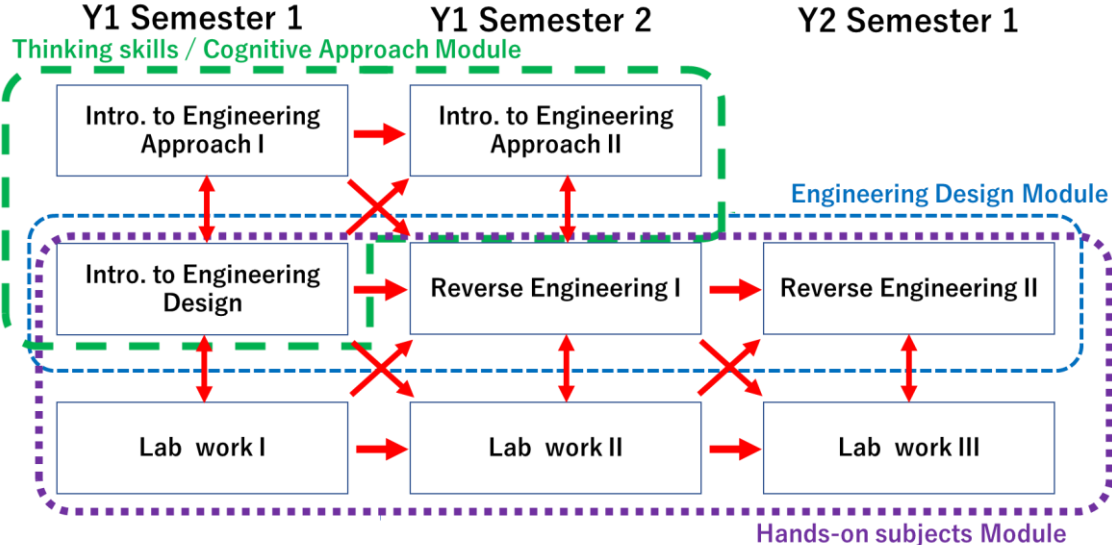 Y1 Semester 1
Y1 Semester 2
Y2 Semester 1
Thinking skills / Cognitive Approach Module
Intro. to Engineering
Approach I
Intro. to Engineering
Approach II
Engineering Design Module
Intro. to Engineering
Design
Reverse Engineering I
Reverse Engineering II
Lab work I
Lab work II
Lab work III
Hands-on subjects Module